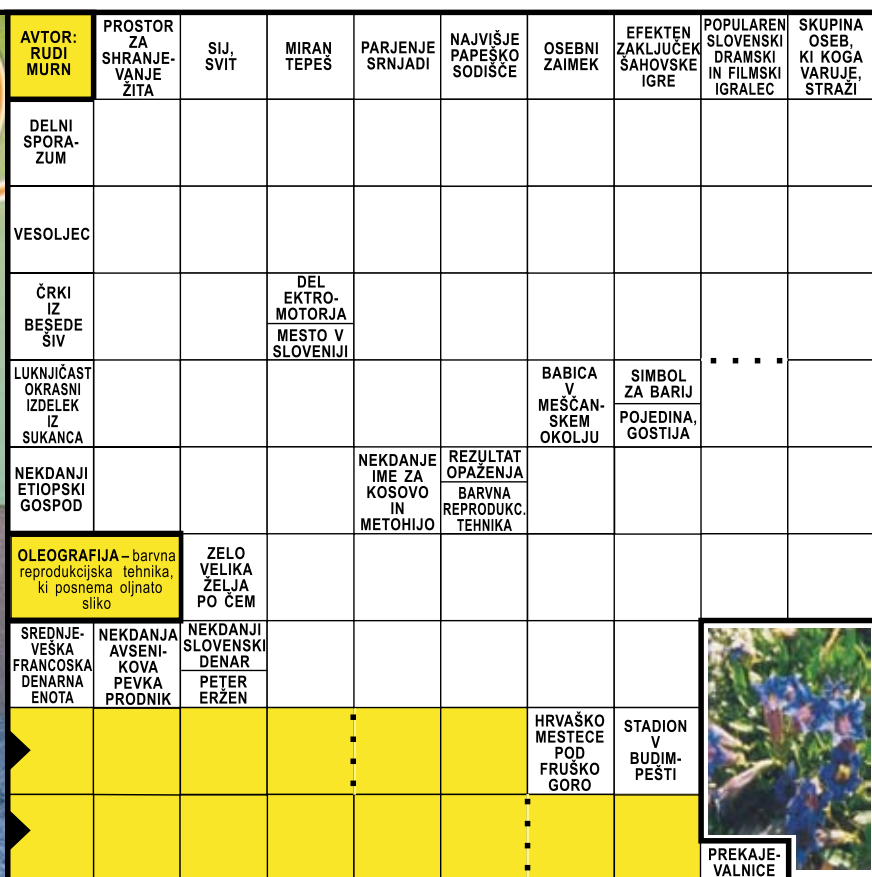 AVTOR:
RUDI
MURN
PROSTOR
ZA
SHRANJE-
VANJE
ŽITA
SIJ,
SVIT
MIRAN
TEPEŠ
PARJENJE
SRNJADI
NAJVIŠJE
PAPEŠKO
SODIŠČE
OSEBNI
ZAIMEK
EFEKTEN
ZAKLJUČEK
ŠAHOVSKE
IGRE
POPULAREN
SLOVENSKI
DRAMSKI
IN FILMSKI
IGRALEC
SKUPINA
OSEB,
KI KOGA
VARUJE,
STRAŽI
DELNI
SPORA-
ZUM
VESOLJEC
ČRKI
IZ
BESEDE
ŠIV
DEL
EKTRO-
MOTORJA
MESTO V
SLOVENIJI
LUKNJIČAST
OKRASNI
IZDELEK
IZ
SUKANCA
BABICA
V
MEŠČAN-
SKEM
OKOLJU
SIMBOL
ZA BARIJ
POJEDINA,
GOSTIJA
NEKDANJI
ETIOPSKI
GOSPOD
NEKDANJE
IME ZA
KOSOVO
IN
METOHIJO
REZULTAT
OPAŽENJA
BARVNA
REPRODUKC.
TEHNIKA
OLEOGRAFIJA – barvna
reprodukcijska tehnika,
ki posnema oljnato
sliko
ZELO
VELIKA
ŽELJA
PO ČEM
SREDNJE-
VEŠKA
FRANCOSKA
DENARNA
ENOTA
NEKDANJA
AVSENI-
KOVA
PEVKA
PRODNIK
NEKDANJI
SLOVENSKI
DENAR
PETER
ERŽEN
HRVAŠKO
MESTECE
POD
FRUŠKO
GORO
STADION
V
BUDIM-
PEŠTI
PREKAJE-
VALNICE